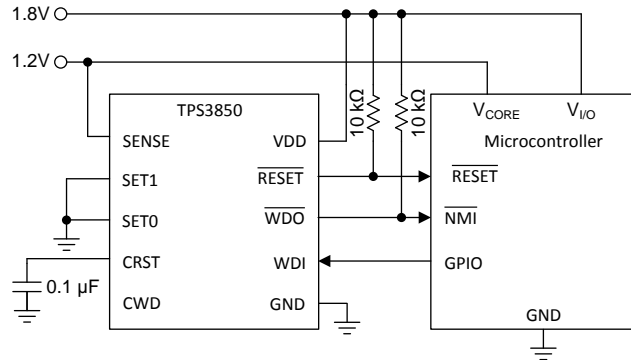 1.8V
1.2V
TPS3850
SENSE
VDD
SET1
RESET
SET0
WDO
CRST
WDI
CWD
GND
0.1 µF
10 kΩ
10 kΩ
VCORE
VI/O
Microcontroller
RESET
NMI
GPIO
GND